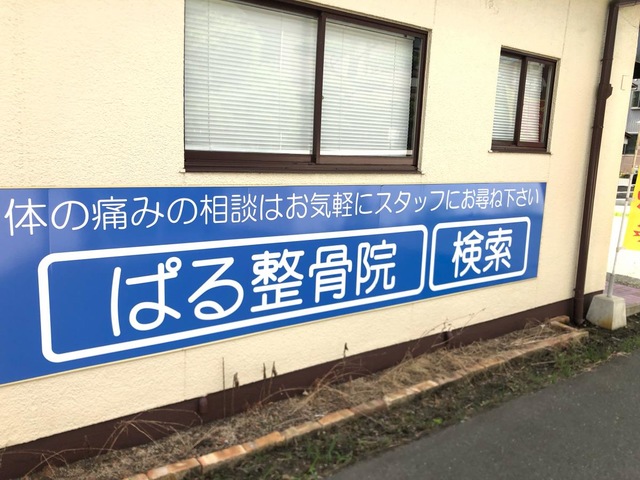 体の痛みの相談はお気軽にスタッフにお尋ね下さい
ぱる整骨院 検索